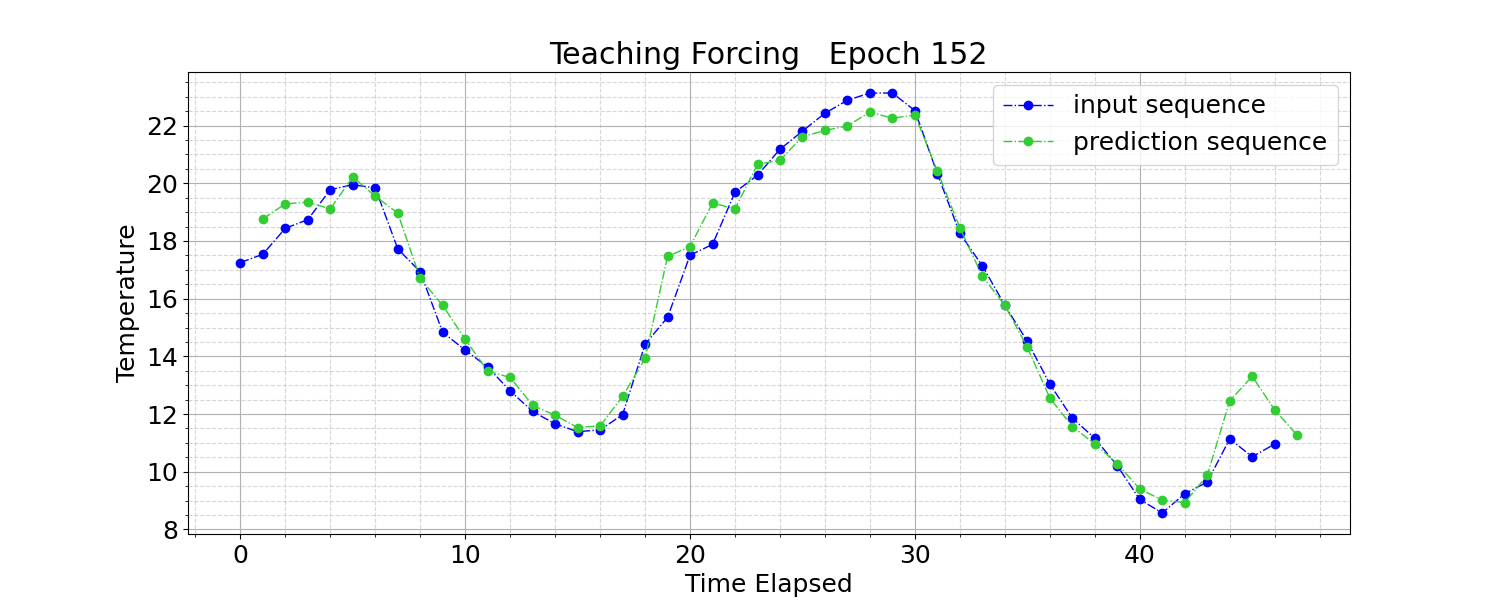 Teaching Forcing   Epoch 152
input sequence
prediction sequence
Temperature
22
20
18
16
14
12
10
8
0 10 20 30 40
Time Elapsed